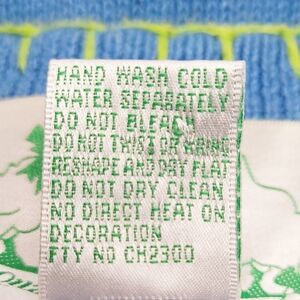 HAND WASH COLD
WATER SEPARATELY
DO NOT BLEACH
DO NOT TWIST OR WRING
RESHAPE AND DRY FLAT
DO NOT DRY CLEAN
NO DIRECT HEAT ON
DECORATION
FTY NO CH2300